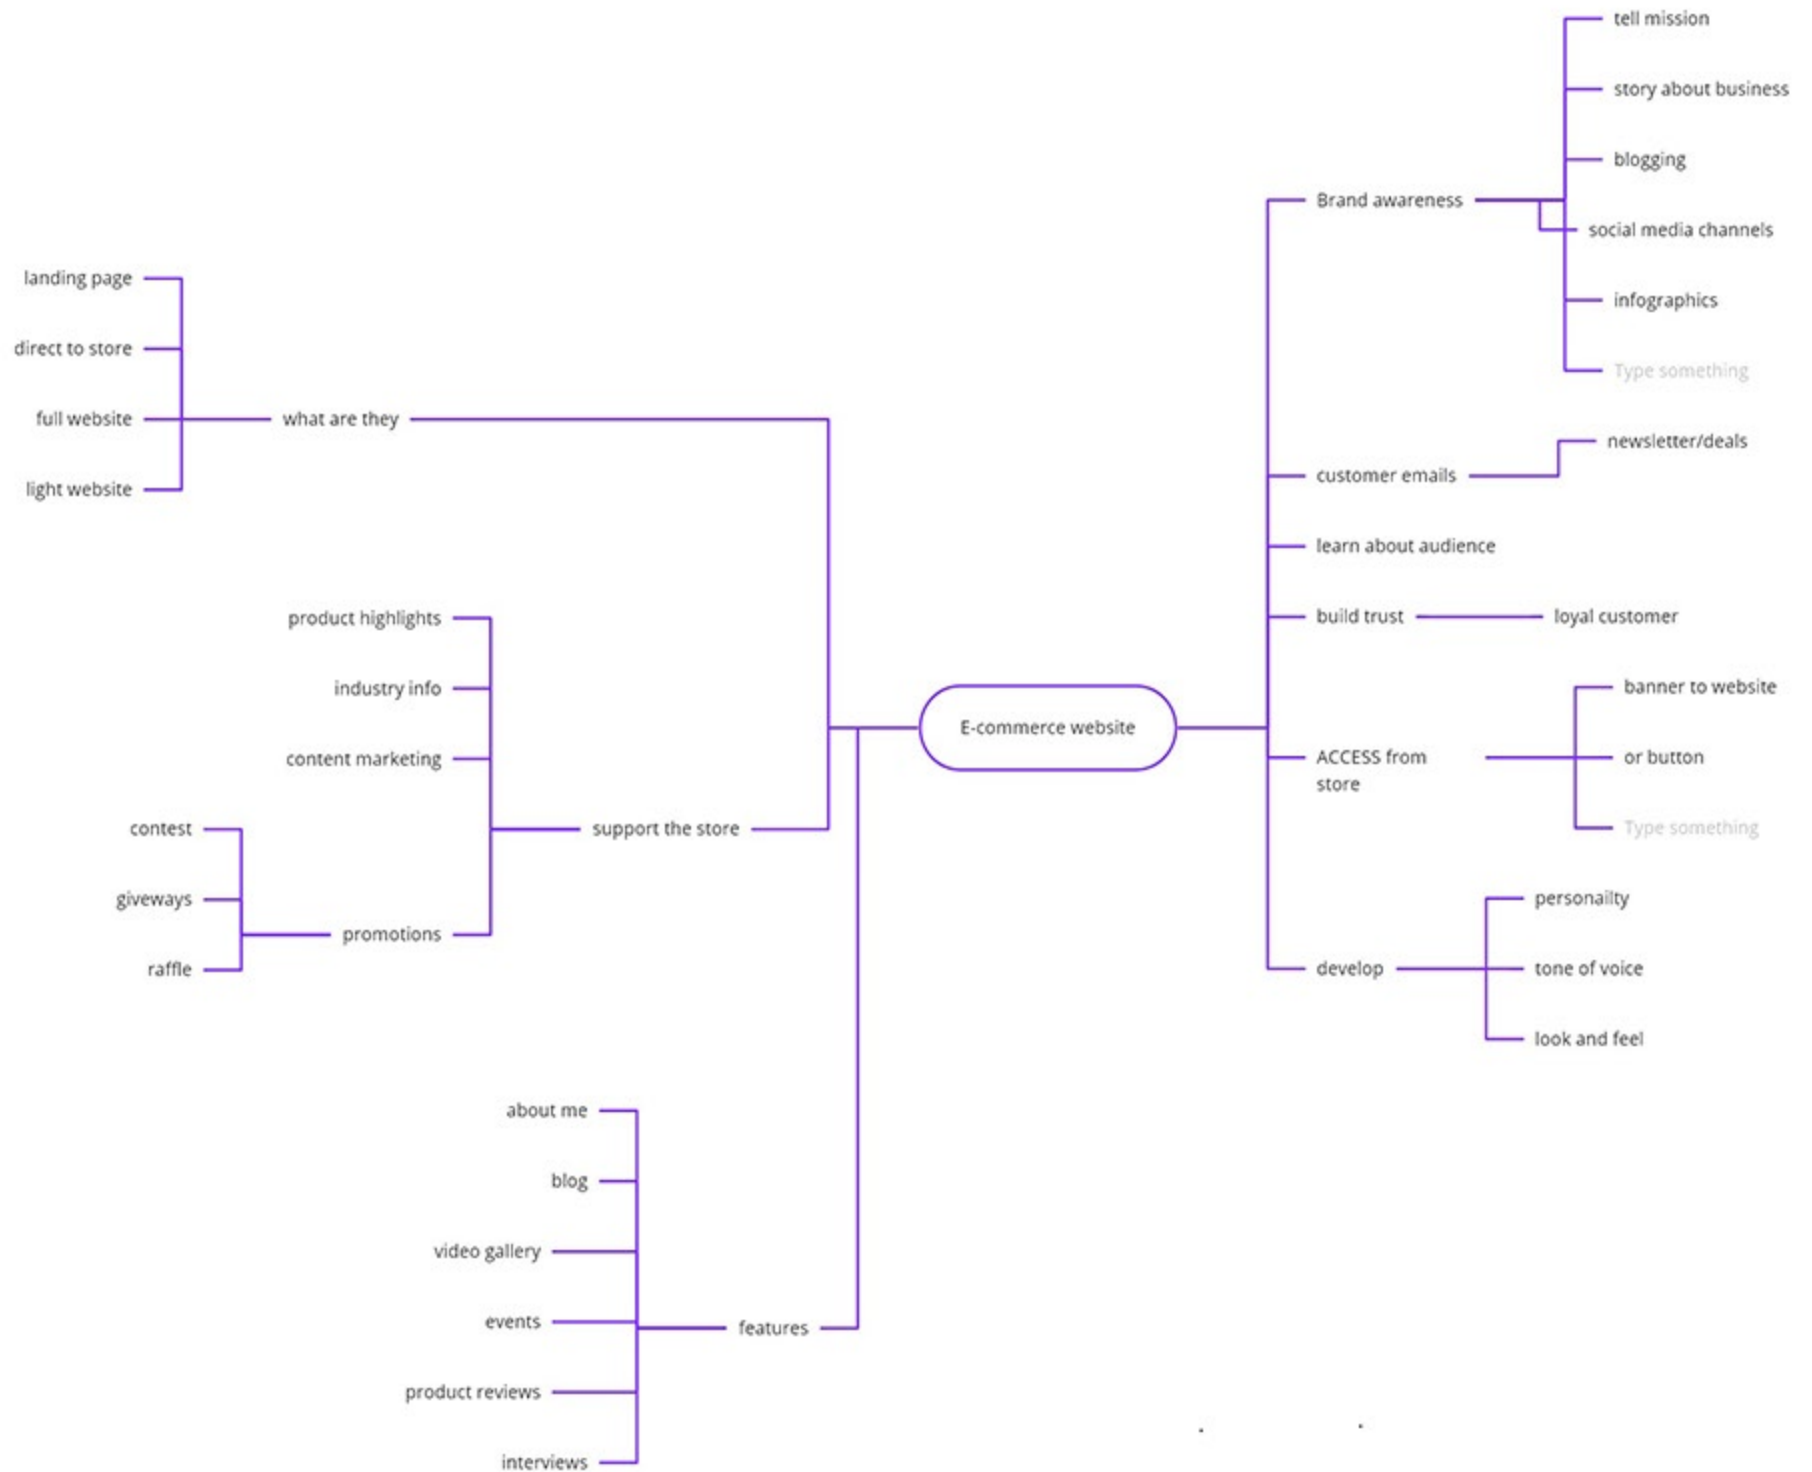 tell mission
story about business
blogging
Brand awareness
social media channels
infographics
Type something
landing page
direct to store
full website
what are they
light website
newsletter/deals
customer emails
learn about audience
product highlights
build trust
loyal customer
industry info
banner to website
E-commerce website
content marketing
ACCESS from
store
or button
contest
support the store
Type something
giveways
personailty
promotions
raffle
develop
tone of voice
look and feel
about me
blog
video gallery
events
features
product reviews
interviews